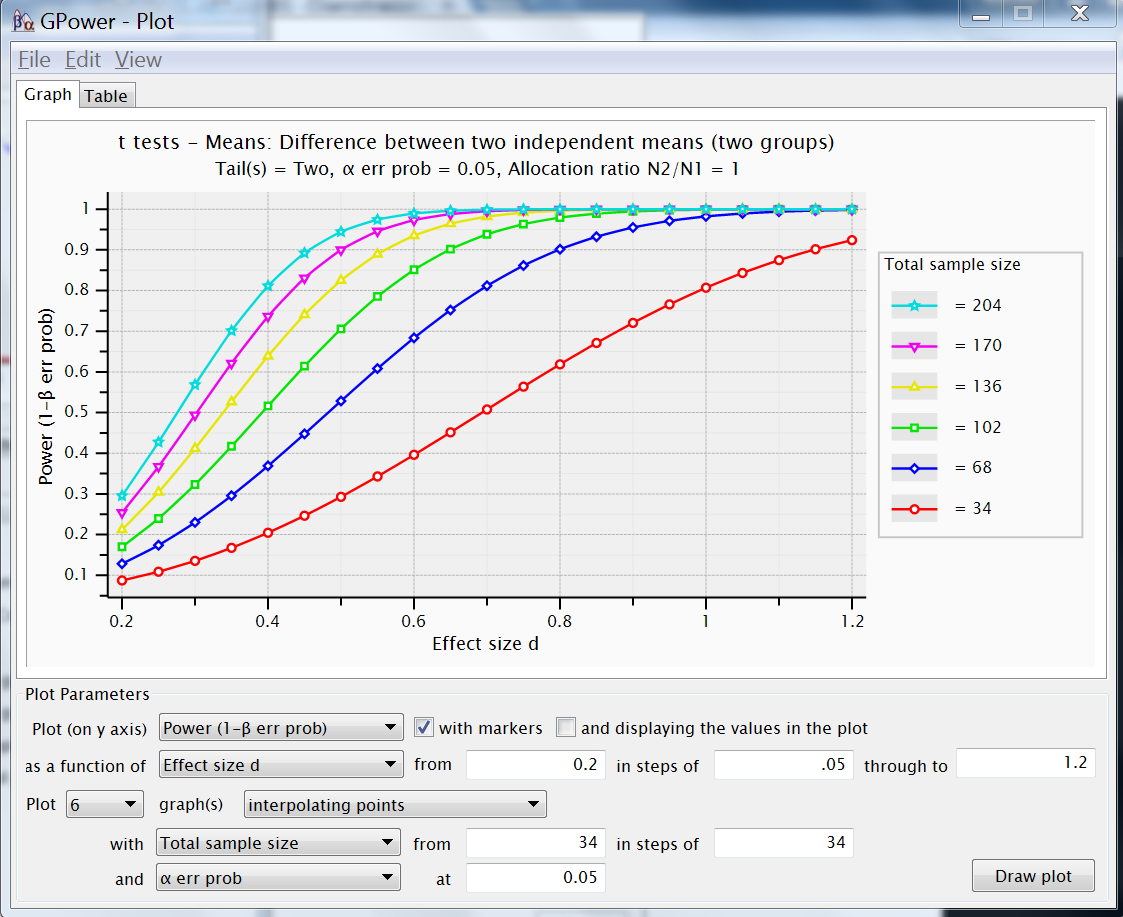 GPower - Plot
File Edit View
Graph Table
t tests – Means: Difference between two independent means (two groups)
Tail(s) = Two, α err prob = 0.05, Allocation ratio N2/N1 = 1
1
0.9
0.8
0.7
0.6
0.5
0.4
0.3
0.2
0.1
Power (1-β err prob)
0.2 0.4 0.6 0.8 1 1.2
Effect size d
Total sample size
= 204
= 170
= 136
= 102
= 68
= 34
Plot Parameters
Plot (on y axis) Power (1-β err prob) with markers and displaying the values in the plot
as a function of Effect size d from 0.2 in steps of .05 through to 1.2
Plot 6 graph(s) interpolating points
with Total sample size from 34 in steps of 34
and α err prob at 0.05
Draw plot